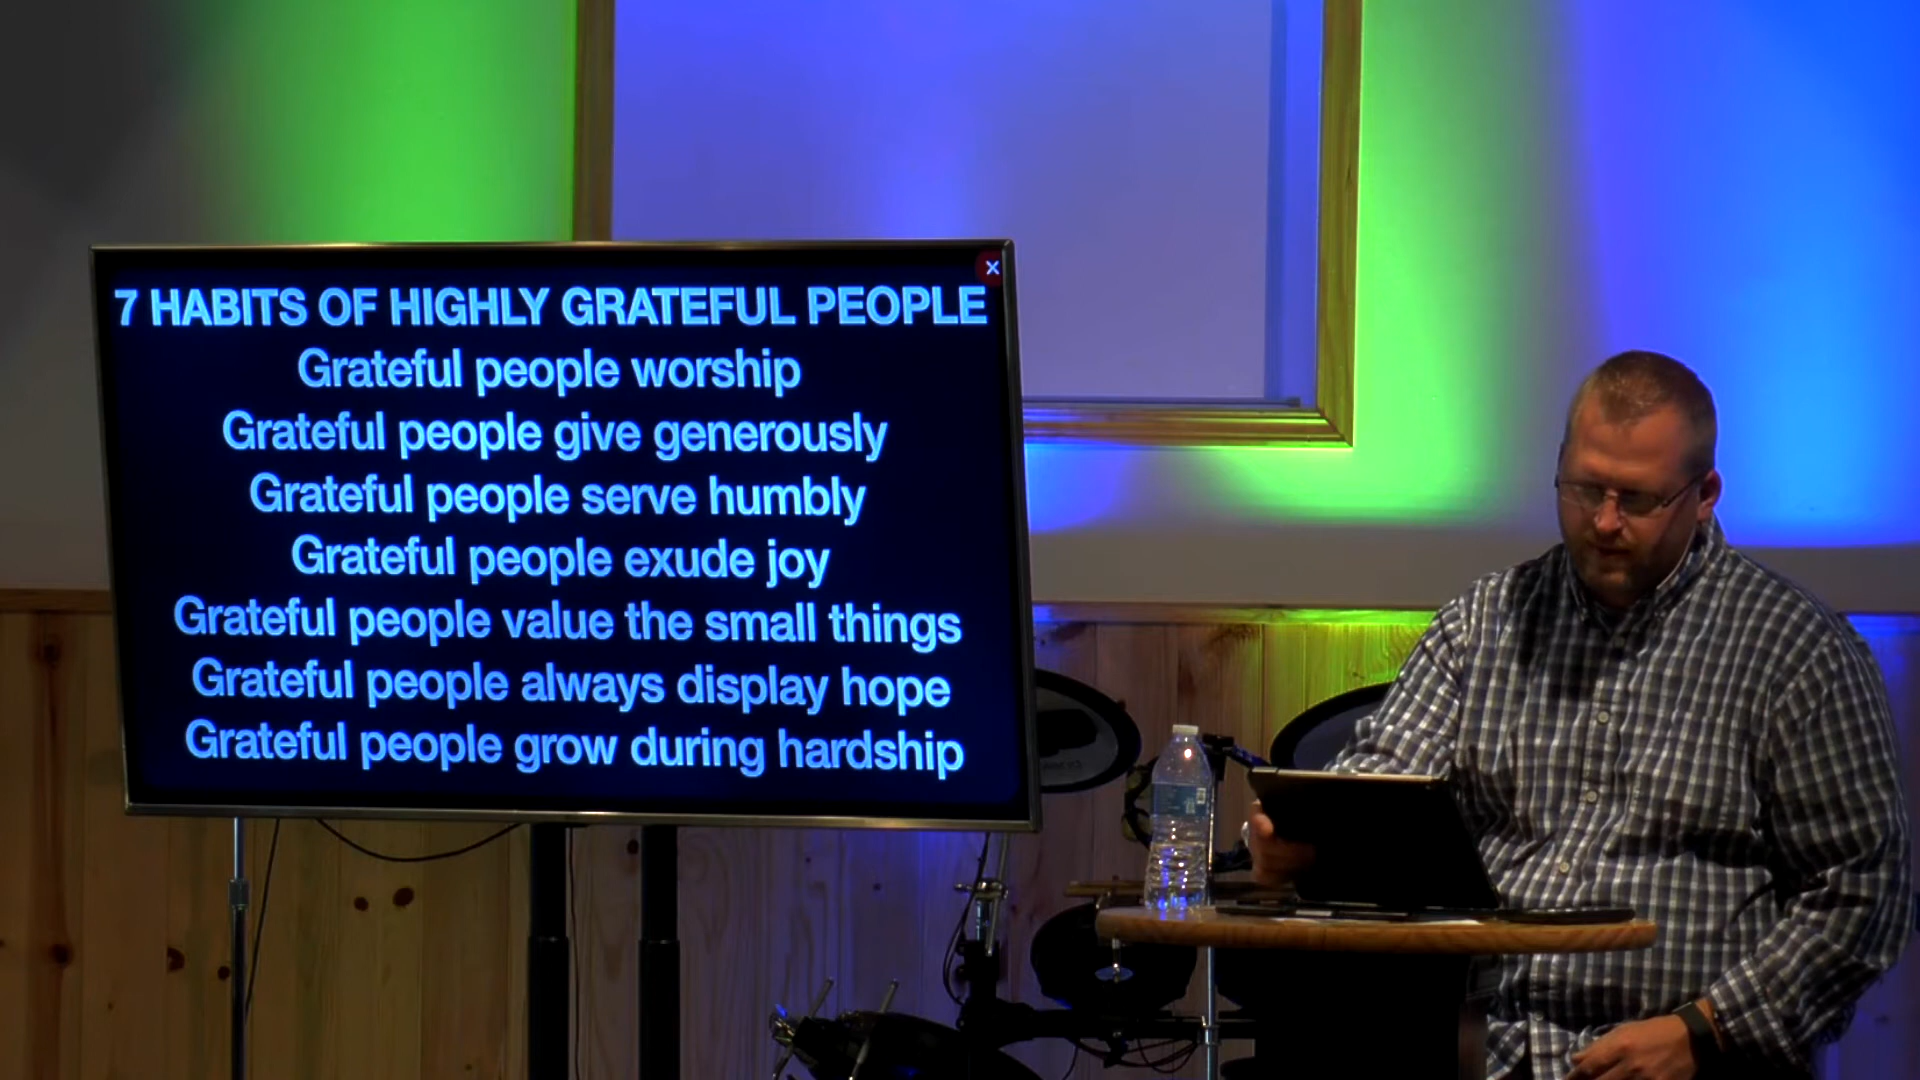 7 HABITS OF HIGHLY GRATEFUL PEOPLE
Grateful people worship
Grateful people give generously
Grateful people serve humbly
Grateful people exude joy
Grateful people value the small things
Grateful people always display hope
Grateful people grow during hardship